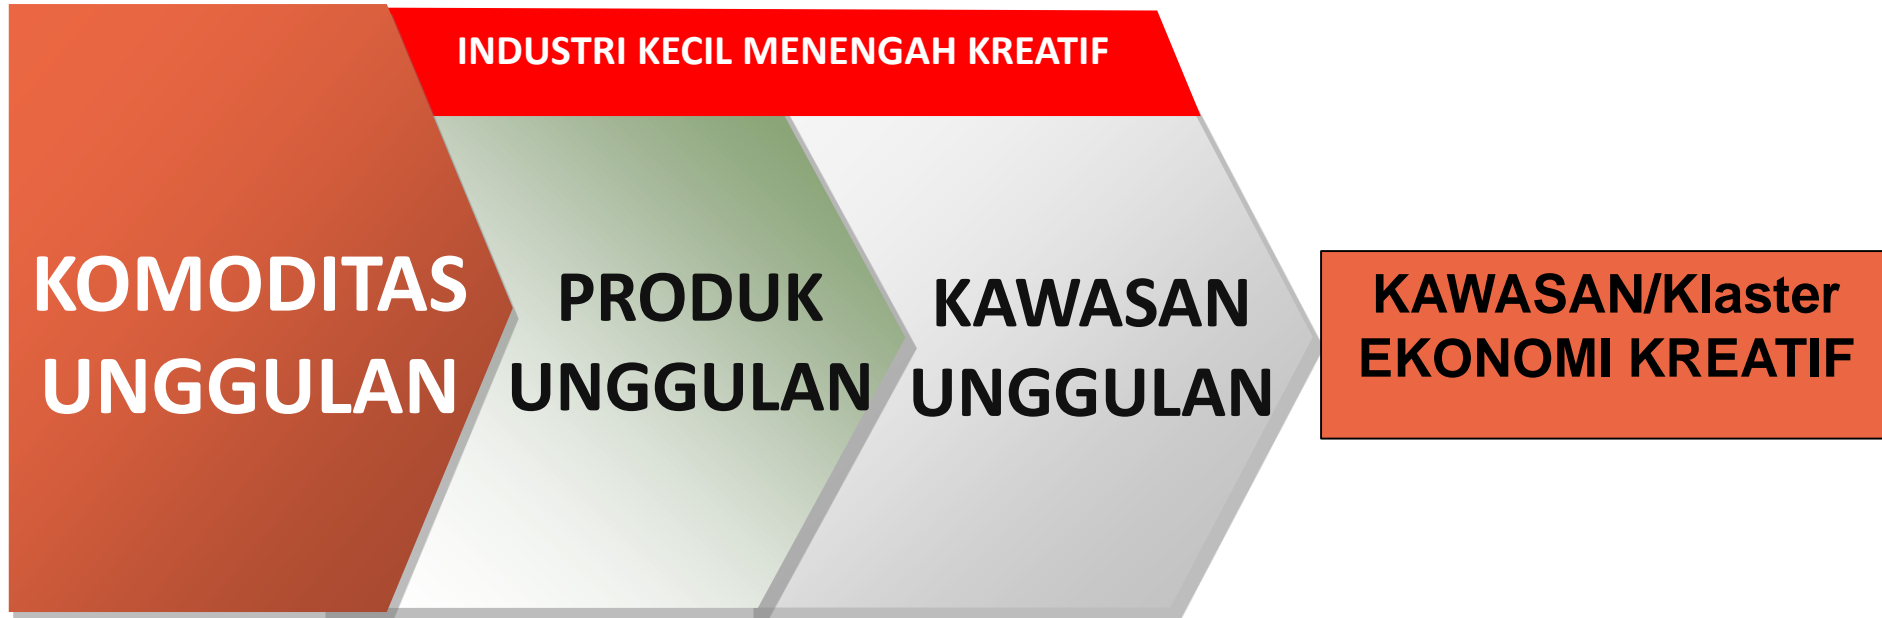 INDUSTRI KECIL MENENGAH KREATIF
KOMODITAS
UNGGULAN
PRODUK
UNGGULAN
KAWASAN
UNGGULAN
KAWASAN/Klaster
EKONOMI KREATIF